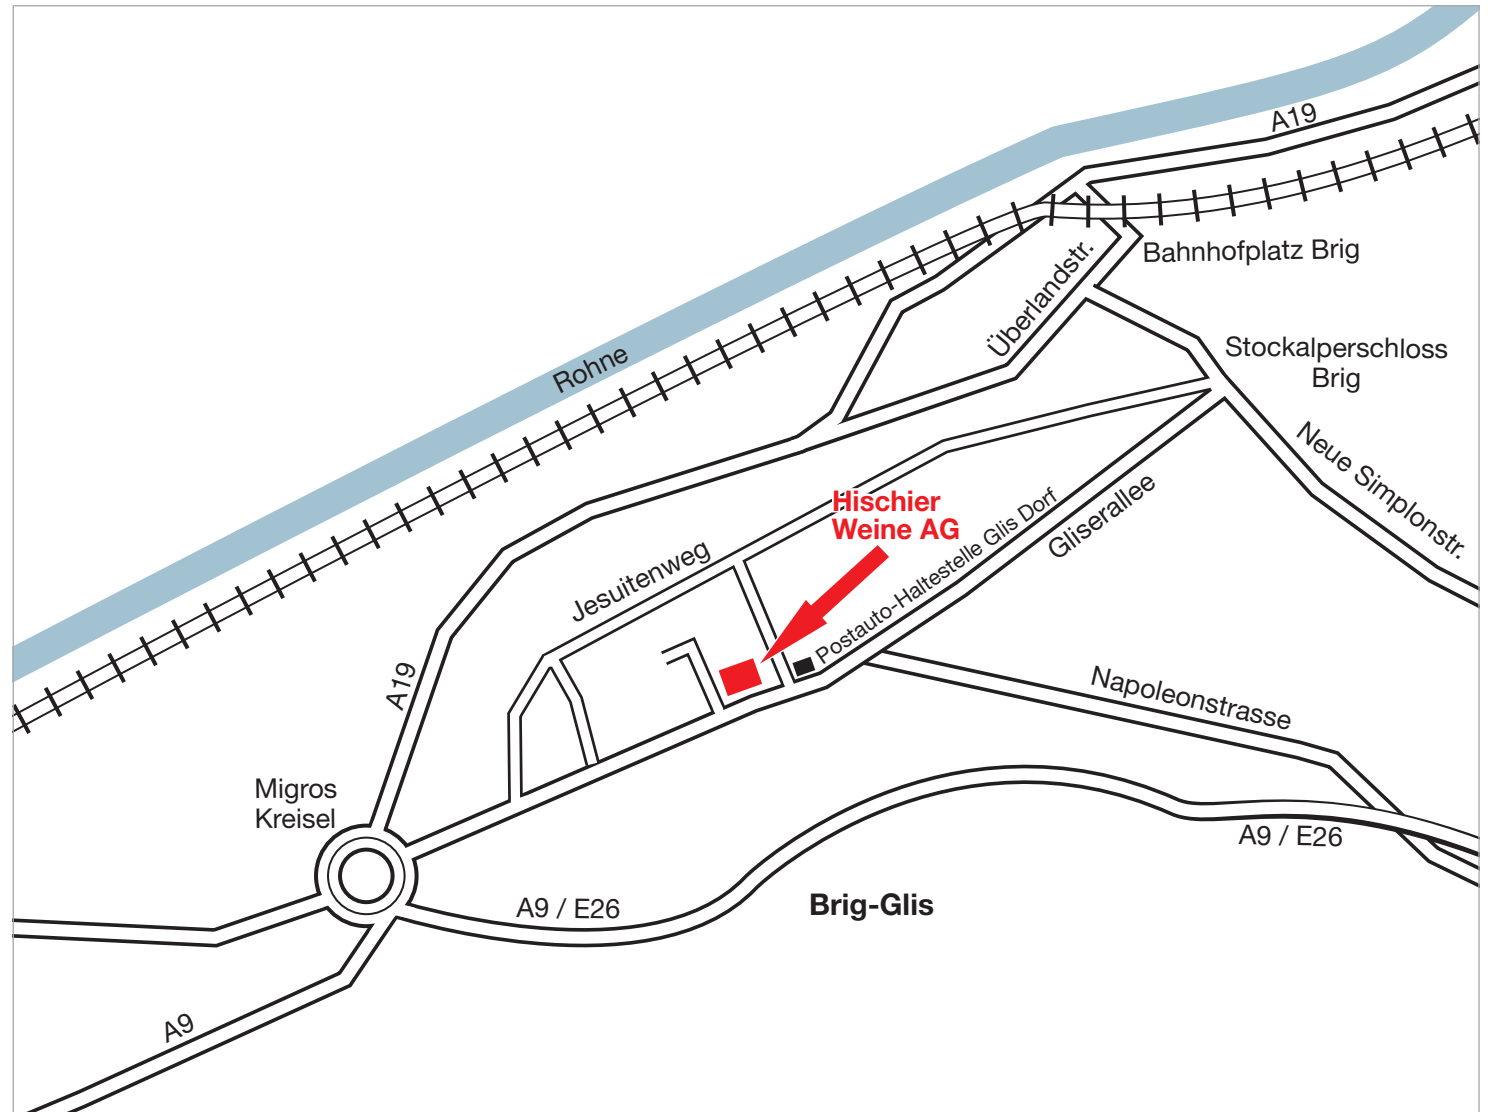 A19
Bahnhofplatz Brig
Überlandstr.
Stockalperschloss
Brig
Rohne
Neue Simplonstr.
Hischier
Weine AG
Postauto-Haltestelle Glis Dorf
Gliserallee
Jesuitenweg
A19
Napoleonstrasse
Migros
Kreisel
A9 / E26
A9 / E26
Brig-Glis
A9